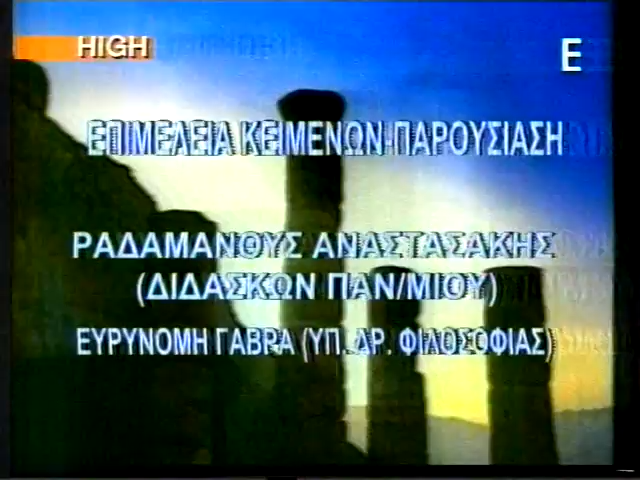 HIGH
E
ΕΠΙΜΕΛΕΙΑ ΚΕΙΜΕΝΩΝ-ΠΑΡΟΥΣΙΑΣΗ
ΡΑΔΑΜΑΝΘΥΣ ΑΝΑΣΤΑΣΑΚΗΣ
(ΔΙΔΑΣΚΩΝ ΠΑΝ/ΜΙΟΥ)
ΕΥΡΥΝΟΜΗ ΓΑΒΡΑ (ΥΠ. ΔΡ. ΦΙΛΟΣΟΦΙΑΣ)